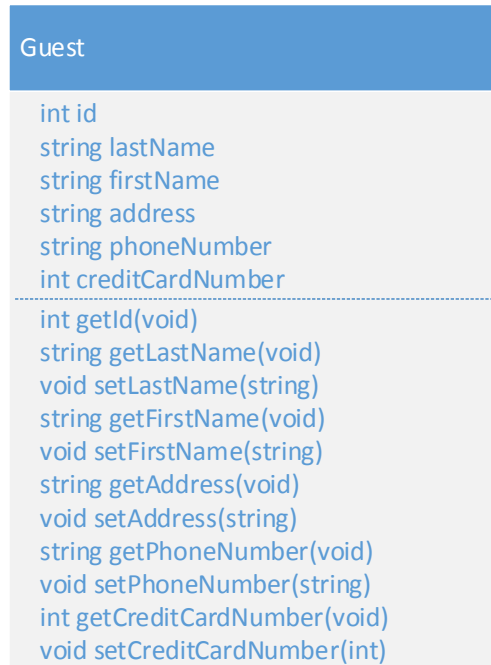 Guest
int id
string lastName
string firstName
string address
string phoneNumber
int creditCardNumber
int getId(void)
string getLastName(void)
void setLastName(string)
string getFirstName(void)
void setFirstName(string)
string getAddress(void)
void setAddress(string)
string getPhoneNumber(void)
void setPhoneNumber(string)
int getCreditCardNumber(void)
void setCreditCardNumber(int)